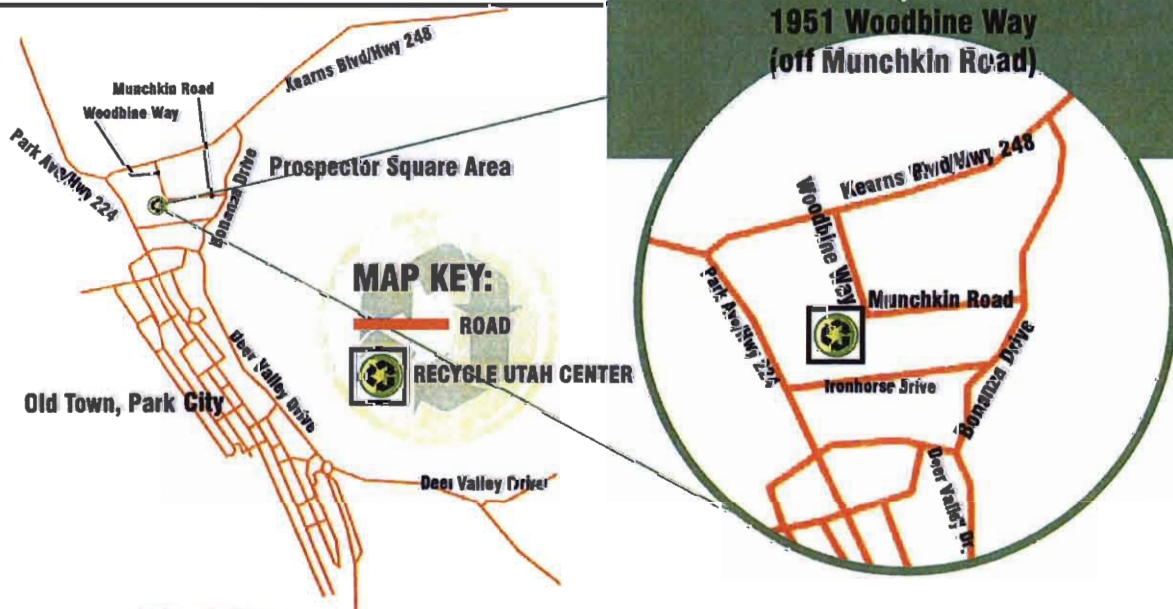 Kearns Blvd/Hwy 248
Munchkin Road
Woodbine Way
Park Ave/Hwy 224
Prospector Square Area
Bonanza Drive
MAP KEY:
ROAD
RECYCLE UTAH CENTER
Deer Valley Drive
Old Town, Park City
Deer Valley Drive
1951 Woodbine Way
(off Munchkin Road)
Kearns Blvd/Hwy 248
Woodbine Way
Park Ave/Hwy 224
Munchkin Road
Ironhorse Drive
Bonanza Drive
Deer Valley Dr.